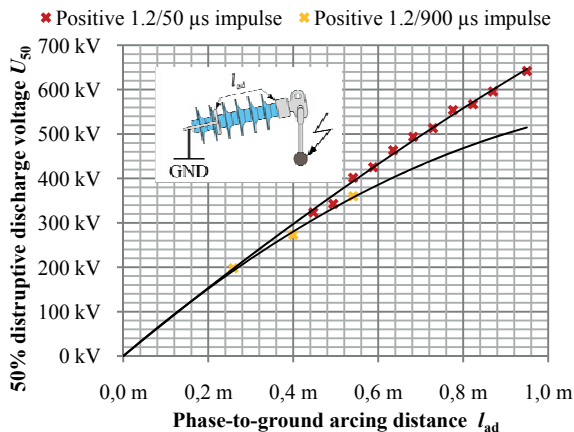 Positive 1.2/50 µs impulse
Positive 1.2/900 µs impulse
50% distruptive discharge voltage U50
700 kV
600 kV
500 kV
400 kV
300 kV
200 kV
100 kV
0 kV
lad
GND
0,0 m
0,2 m
0,4 m
0,6 m
0,8 m
1,0 m
Phase-to-ground arcing distance lad